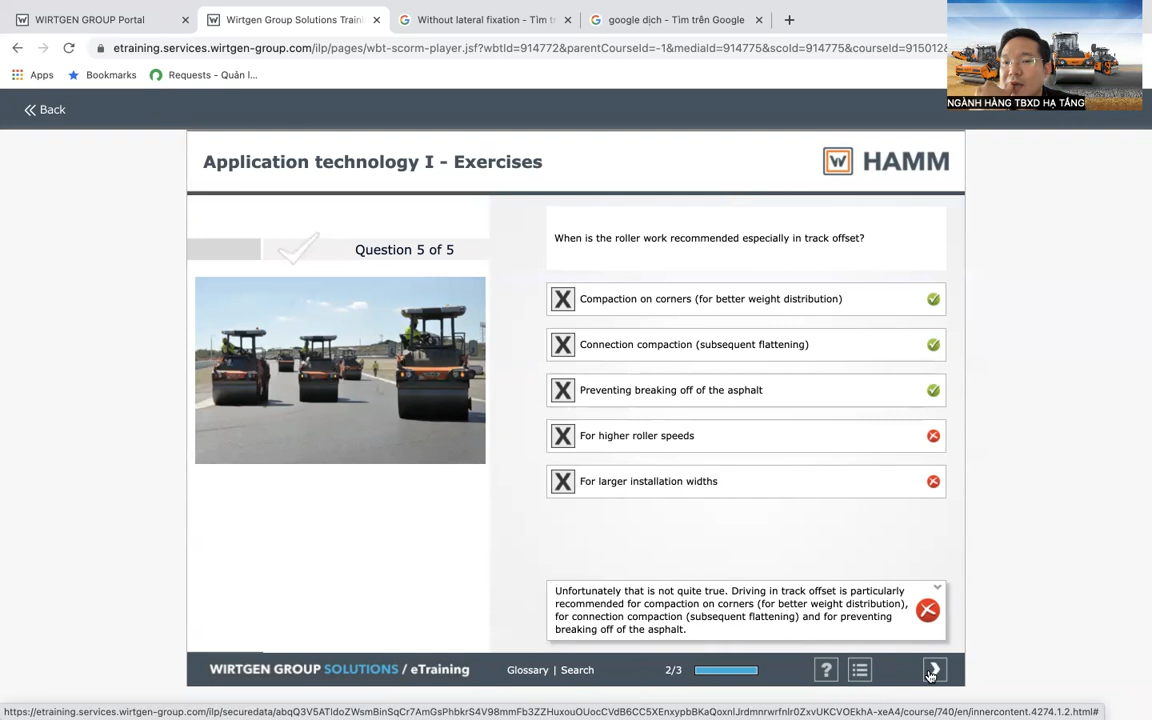 WIRTGEN GROUP Portal
Wirtgen Group Solutions Traini
Without lateral fixation - Tìm tr
google dịch - Tìm trên Google
etraining.services.wirtgen-group.com/ilp/pages/wbt-scorm-player.jsf?wbtId=914772&parentCourseId=-1&mediaId=914775&scoId=914775&courseId=915012&
Apps
Bookmarks
Requests - Quản l...
NGÀNH HÀNG TBXD HẠ TẦNG
Back
Application technology I - Exercises
W HAMM
Question 5 of 5
When is the roller work recommended especially in track offset?
X Compaction on corners (for better weight distribution)
X Connection compaction (subsequent flattening)
X Preventing breaking off of the asphalt
X For higher roller speeds
X For larger installation widths
Unfortunately that is not quite true. Driving in track offset is particularly
recommended for compaction on corners (for better weight distribution),
for connection compaction (subsequent flattening) and for preventing
breaking off of the asphalt.
WIRTGEN GROUP SOLUTIONS / eTraining
Glossary | Search
2/3
?